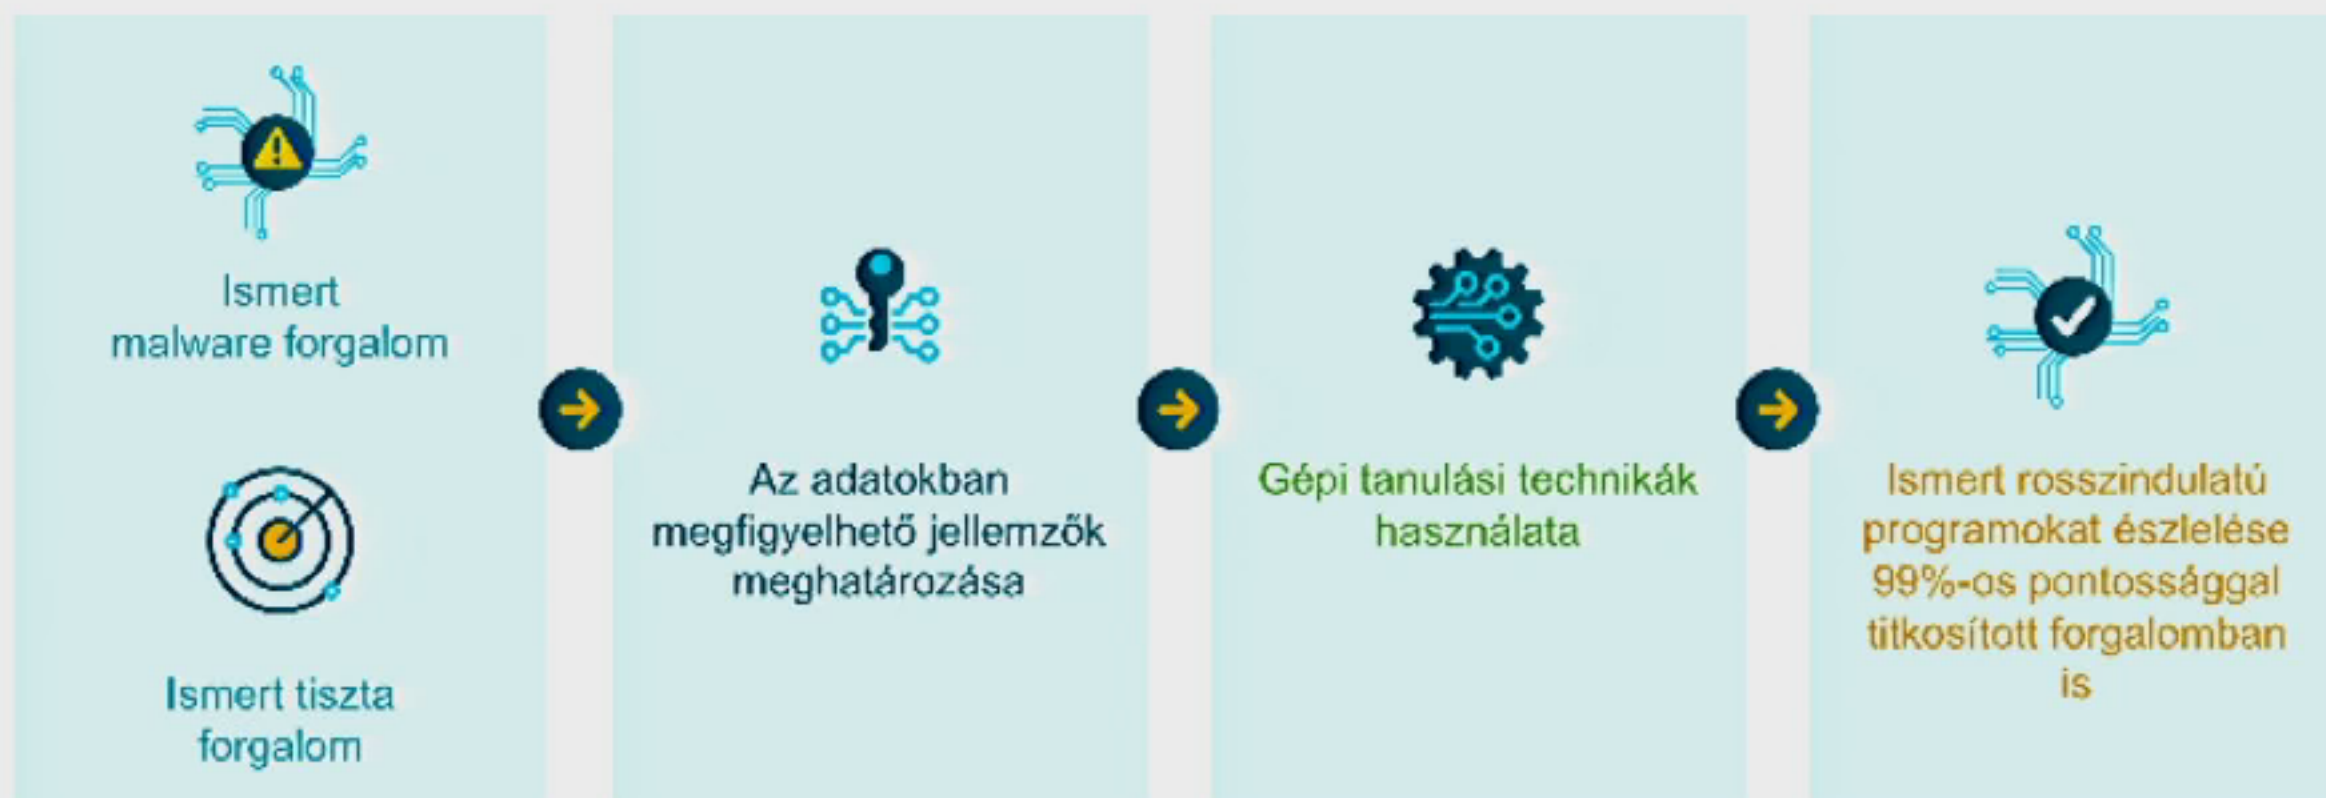 Ismert
malware forgalom
Ismert tiszta
forgalom
Az adatokban
megfigyelhető jellemzők
meghatározása
Gépi tanulási technikák
használata
Ismert rosszindulatú
programokat észlelése
99%-os pontossággal
titkosított forgalomban
is